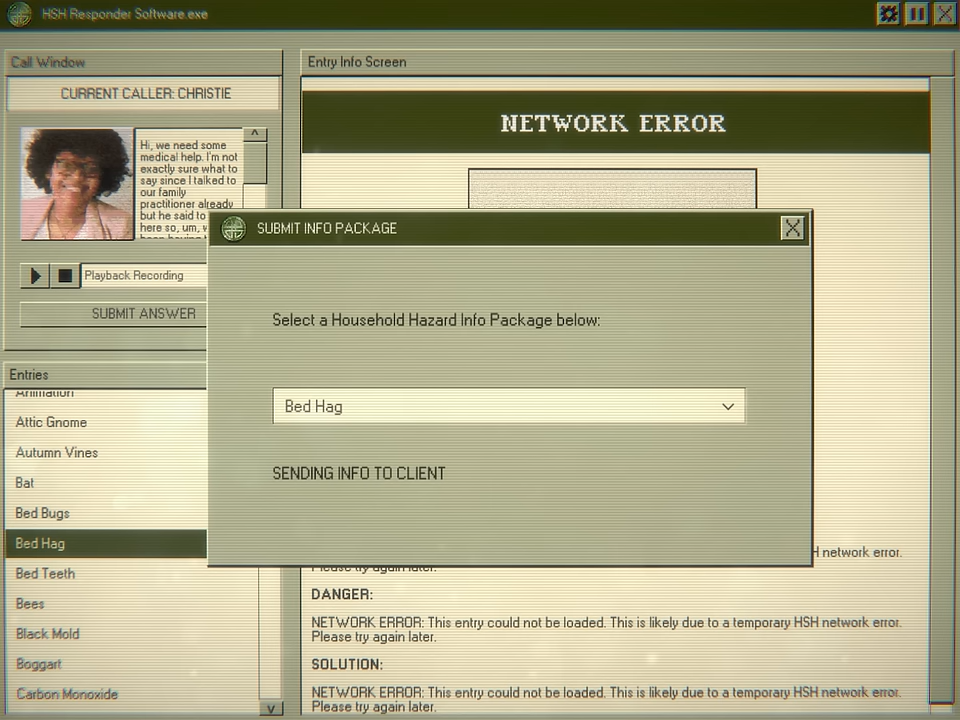 HSH Responder Software.exe
Call Window
CURRENT CALLER: CHRISTIE
Hi, we need some
medical help. I'm not
exactly sure what to
say since I talked to
our family
practitioner already
but he said to
here so, um, w
Playback Recording
SUBMIT ANSWER
Entries
Animation
Attic Gnome
Autumn Vines
Bat
Bed Bugs
Bed Hag
Bed Teeth
Bees
Black Mold
Boggart
Carbon Monoxide
Entry Info Screen
NETWORK ERROR
SUBMIT INFO PACKAGE
Select a Household Hazard Info Package below:
Bed Hag
SENDING INFO TO CLIENT
H network error.
Please try again later.
DANGER:
NETWORK ERROR: This entry could not be loaded. This is likely due to a temporary HSH network error.
Please try again later.
SOLUTION:
NETWORK ERROR: This entry could not be loaded. This is likely due to a temporary HSH network error.
Please try again later.